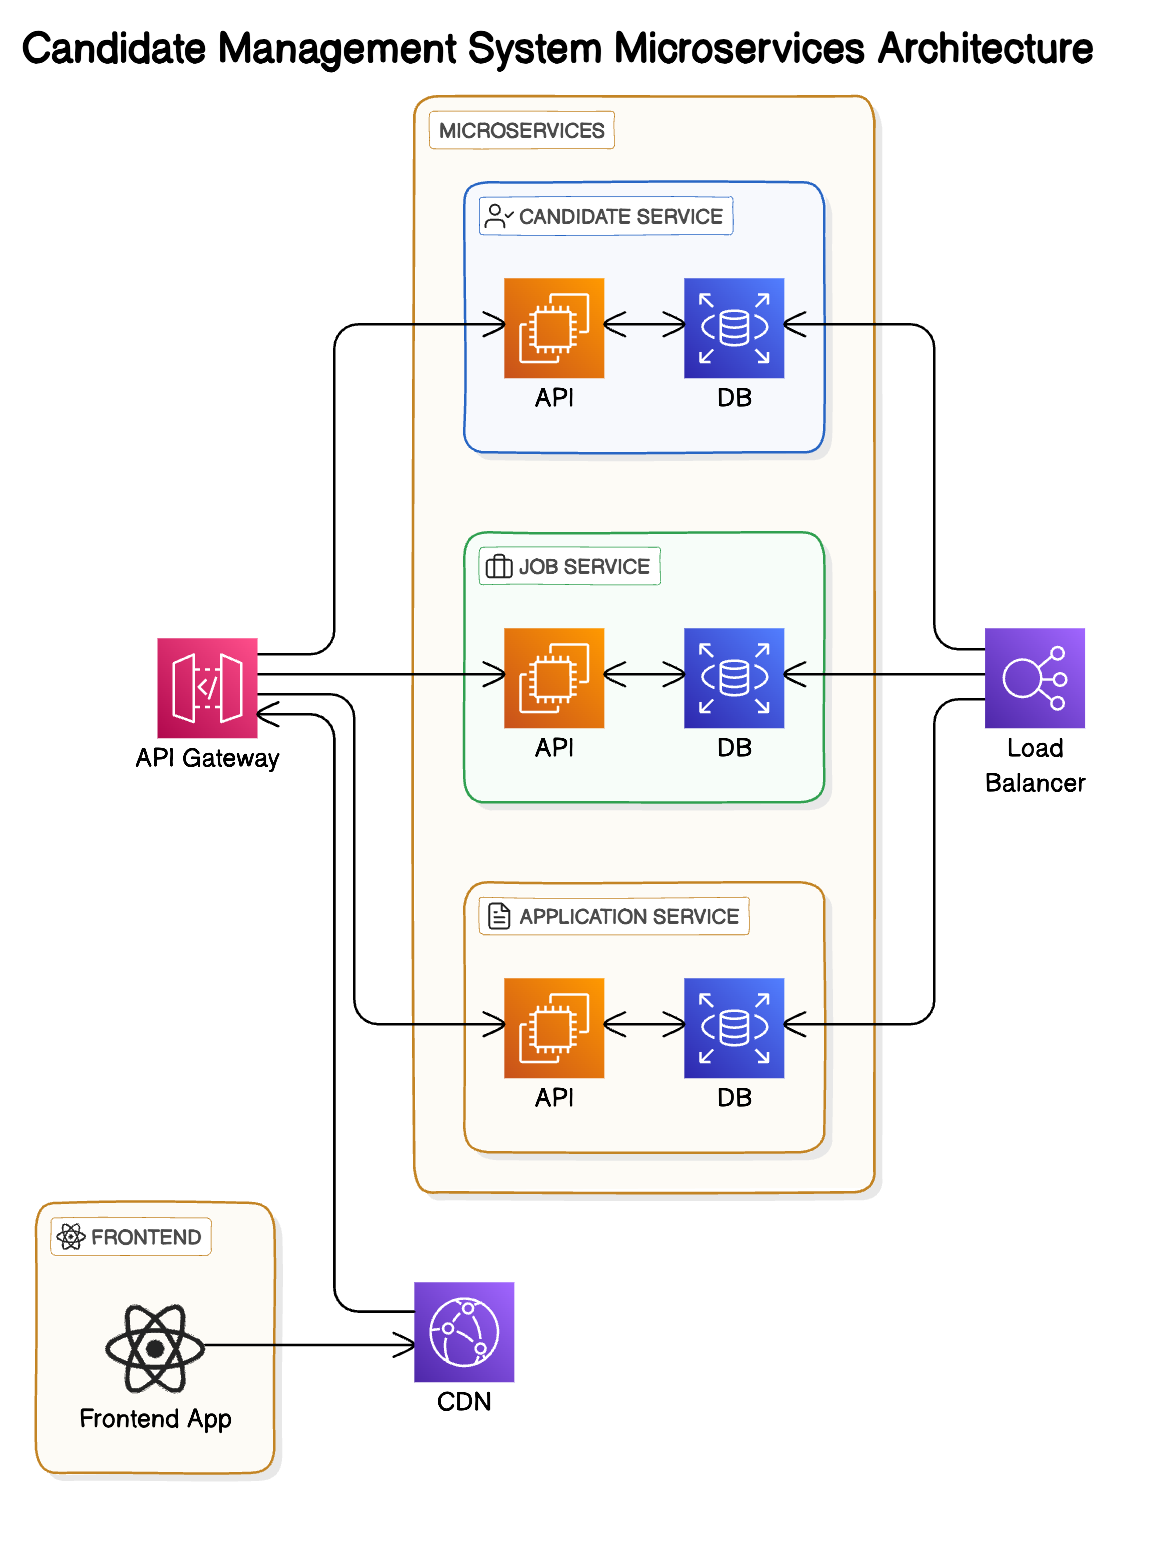 Candidate Management System Microservices Architecture
MICROSERVICES
CANDIDATE SERVICE
API
DB
JOB SERVICE
API
DB
API Gateway
Load
Balancer
APPLICATION SERVICE
API
DB
FRONTEND
Frontend App
CDN